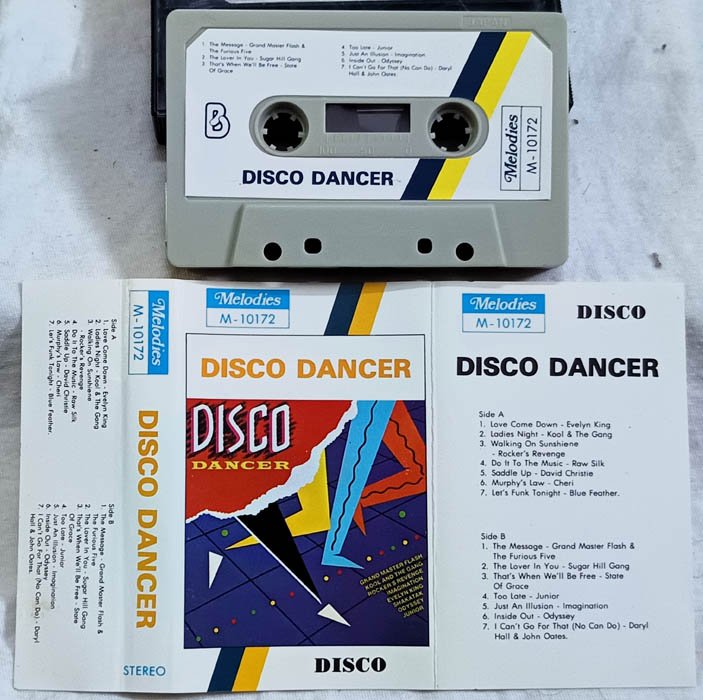 JAPAN
1. The Message - Grand Master Flash &
The Furious Five
2. The Lover In You - Sugar Hill Gang
3. That's When We'll Be Free - State
Of Grace
4. Too Late - Junior
5. Just An Illusion - Imagination
6. Inside Out - Odyssey
7. I Can't Go For That (No Can Do) - Daryl
Hall & John Oates.
B
100 50 0
DISCO DANCER
Melodies
M-10172
Side A
1. Love Come Down - Evelyn King
2. Ladies Night - Kool & The Gang
3. Walking On Sunshiene
- Rocker's Revenge
4. Do It To The Music - Raw Silk
5. Saddle Up - David Christie
6. Murphy's Law - Cheri
7. Let's Funk Tonight - Blue Feather.
Side B
1. The Message - Grand Master Flash &
The Furious Five
2. The Lover In You - Sugar Hill Gang
3. That's When We'll Be Free - State
Of Grace
4. Too Late - Junior
5. Just An Illusion - Imagination
6. Inside Out - Odyssey
7. I Can't Go For That (No Can Do) - Daryl
Hall & John Oates.
Melodies
M-10172
DISCO DANCER
STEREO
Melodies
M-10172
DISCO DANCER
DISCO
DANCER
GRAND MASTER FLASH
KOOL AND THE GANG
ROCKER'S REVENGE
IMAGINATION
EVELYN KING
SHAKATAK
ODYSSEY
JUNIOR
DISCO
Melodies
M-10172
DISCO
DISCO DANCER
Side A
1. Love Come Down - Evelyn King
2. Ladies Night - Kool & The Gang
3. Walking On Sunshiene
- Rocker's Revenge
4. Do It To The Music - Raw Silk
5. Saddle Up - David Christie
6. Murphy's Law - Cheri
7. Let's Funk Tonight - Blue Feather.
Side B
1. The Message - Grand Master Flash &
The Furious Five
2. The Lover In You - Sugar Hill Gang
3. That's When We'll Be Free - State
Of Grace
4. Too Late - Junior
5. Just An Illusion - Imagination
6. Inside Out - Odyssey
7. I Can't Go For That (No Can Do) - Daryl
Hall & John Oates.